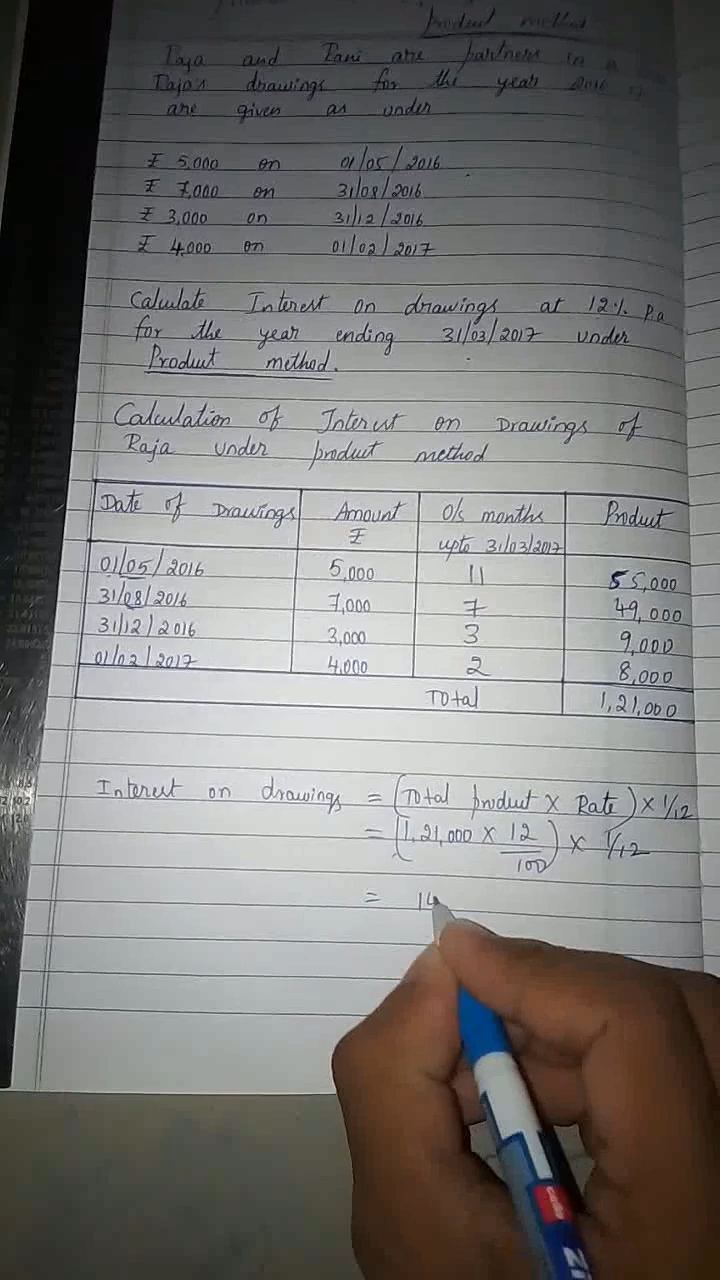 Product method
Raja and Rani are partners in a
Raja's drawings for the year 2016
are given as under
₹ 5,000 on 01/05/2016
₹ 7,000 on 31/08/2016
₹ 3,000 on 31/12/2016
₹ 4,000 on 01/02/2017
Calculate Interest on drawings at 12% P.a
for the year ending 31/03/2017 under
Product method.
Calculation of Interest on Drawings of
Raja under product method
Date of Drawings Amount ₹ O/s months upto 31/03/2017 Product
01/05/2016 5,000 11 55,000
31/08/2016 7,000 7 49,000
31/12/2016 3,000 3 9,000
01/02/2017 4,000 2 8,000
Total 1,21,000
Interest on drawings = (Total product × Rate) × 1/12
= (1,21,000 × 12/100) × 1/12
= 14